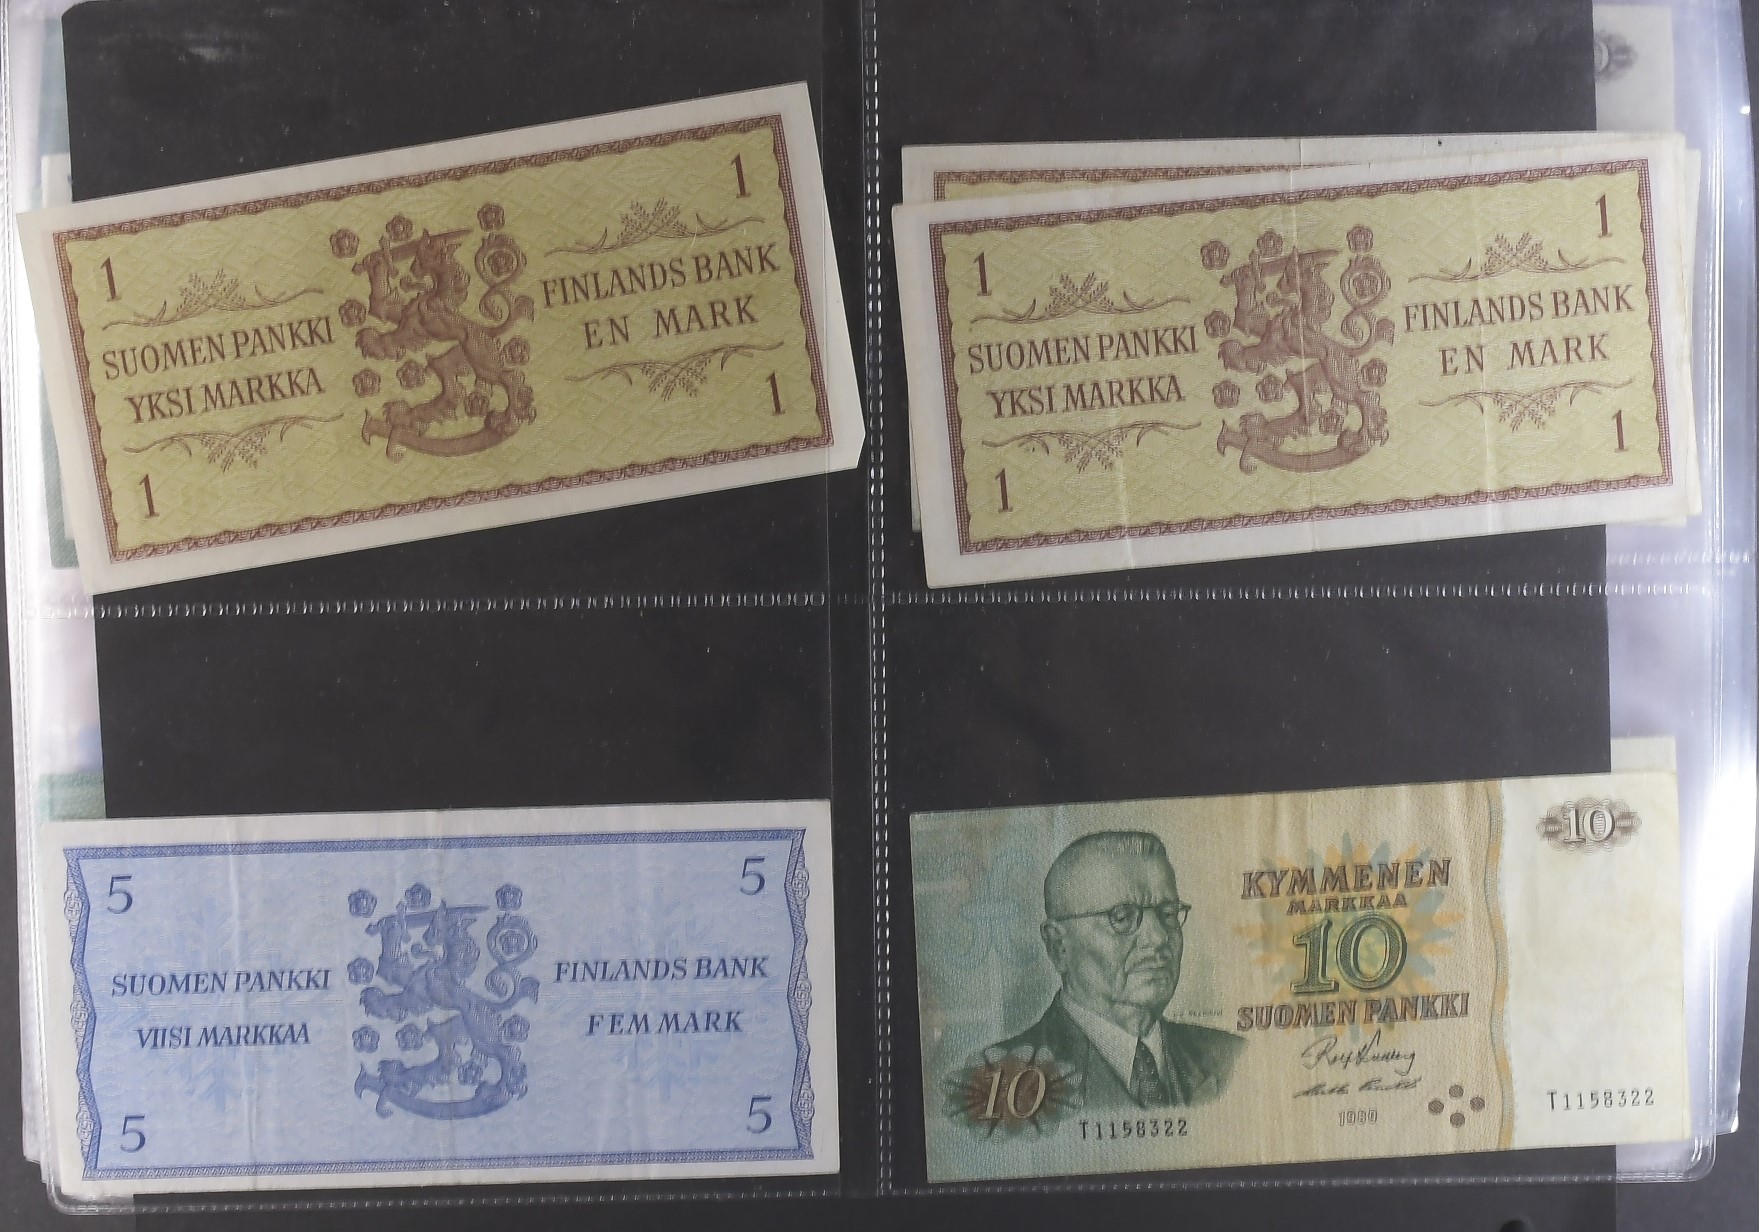 1
1
SUOMEN PANKKI
YKSI MARKKA
FINLANDS BANK
EN MARK
1
1
1
1
SUOMEN PANKKI
YKSI MARKKA
FINLANDS BANK
EN MARK
1
1
5
5
SUOMEN PANKKI
VIISI MARKKAA
FINLANDS BANK
FEM MARK
5
5
10
KYMMENEN
MARKKAA
10
SUOMEN PANKKI
10
1980
T1158322
T1158322